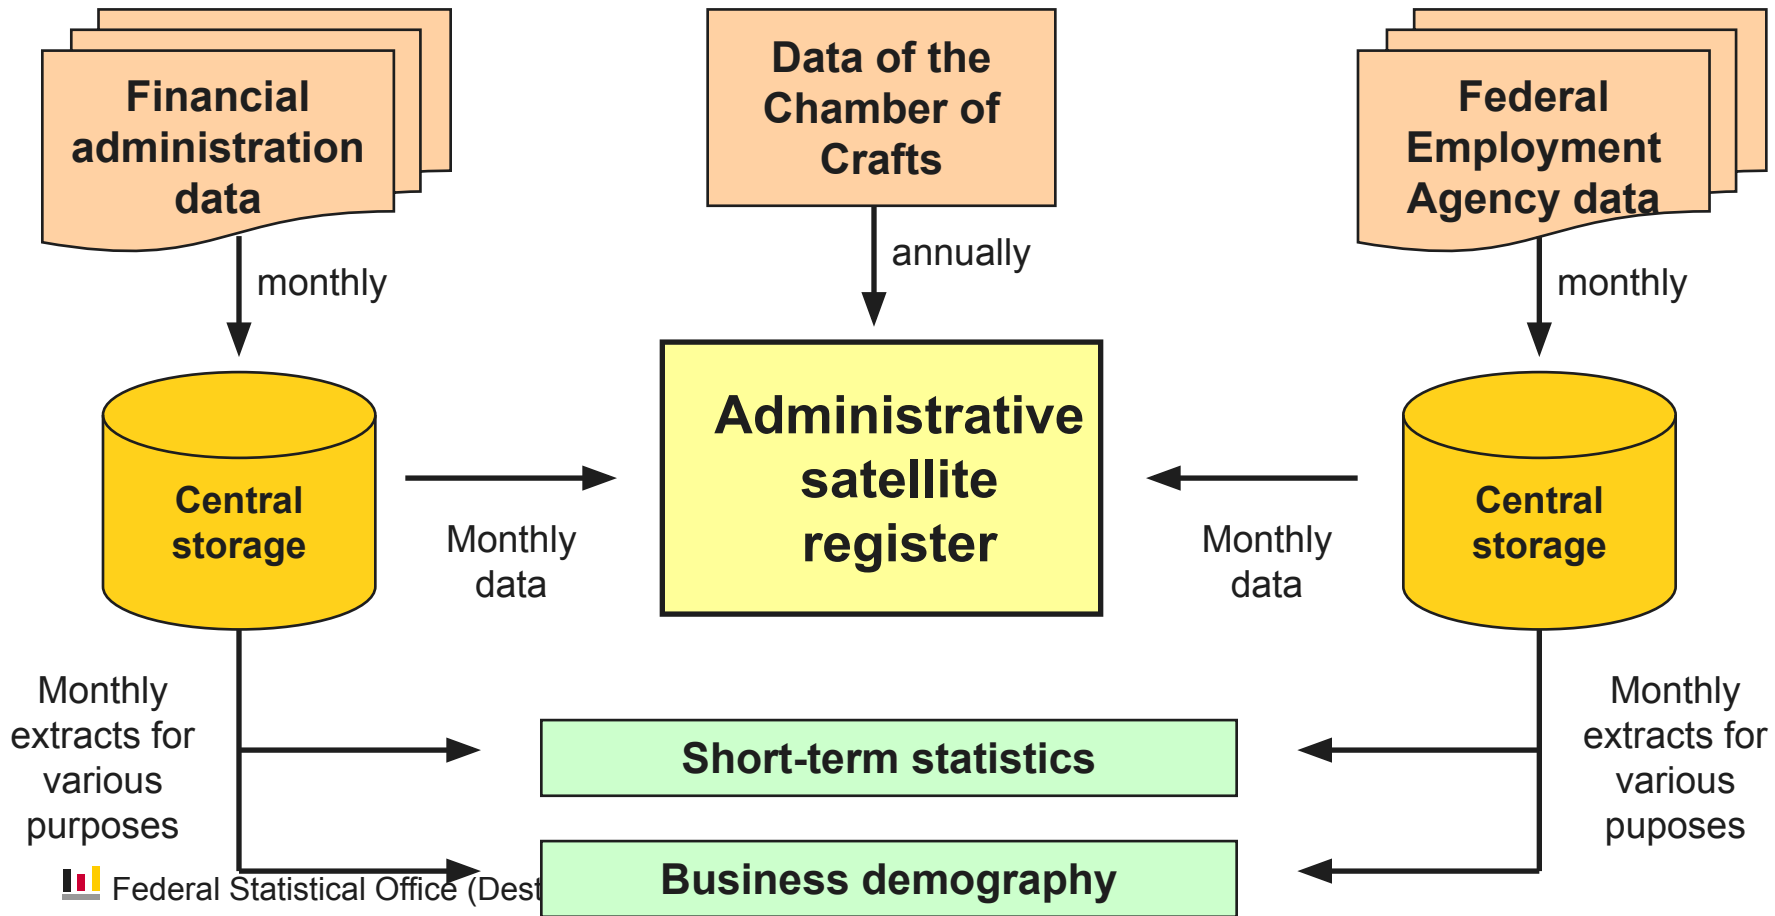 Financial
administration
data
Data of the
Chamber of
Crafts
Federal
Employment
Agency data
monthly
annually
monthly
Administrative
satellite
register
Central
storage
Monthly
data
Monthly
data
Central
storage
Monthly
extracts for
various
purposes
Short-term statistics
Monthly
extracts for
various
puposes
Business demography
Federal Statistical Office (Dest